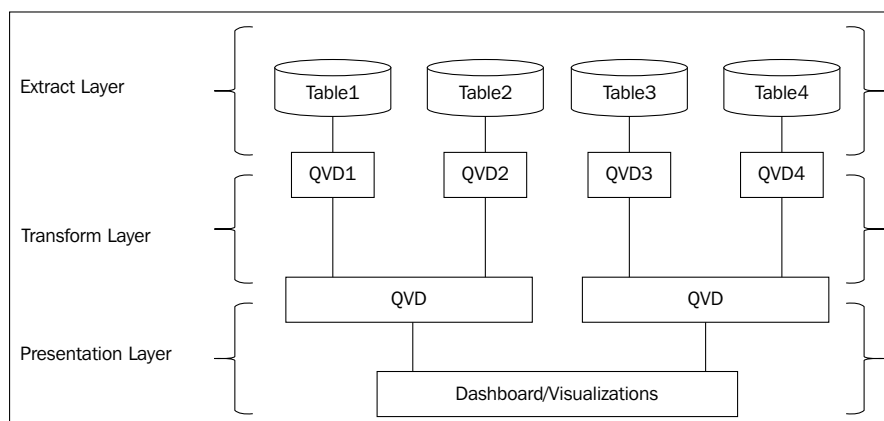 Extract Layer
Table1 Table2 Table3 Table4
QVD1 QVD2 QVD3 QVD4
Transform Layer
QVD QVD
Presentation Layer
Dashboard/Visualizations